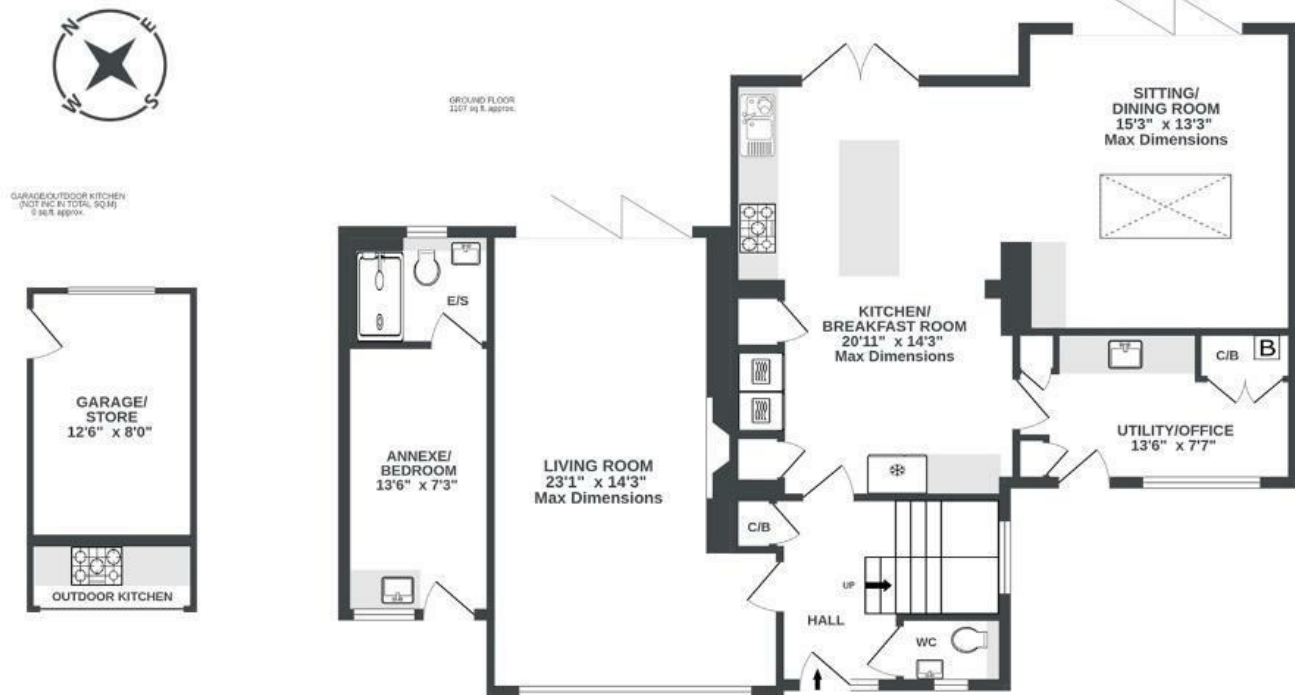 N
E
W
S
GROUND FLOOR
1107 sq.ft. approx.
GARAGE/OUTDOOR KITCHEN
(NOT INC IN TOTAL SQ.M)
0 sq.ft. approx.
GARAGE/
STORE
12'6" x 8'0"
OUTDOOR KITCHEN
E/S
ANNEXE/
BEDROOM
13'6" x 7'3"
LIVING ROOM
23'1" x 14'3"
Max Dimensions
KITCHEN/
BREAKFAST ROOM
20'11" x 14'3"
Max Dimensions
SITTING/
DINING ROOM
15'3" x 13'3"
Max Dimensions
C/B
B
UTILITY/OFFICE
13'6" x 7'7"
C/B
UP
HALL
WC